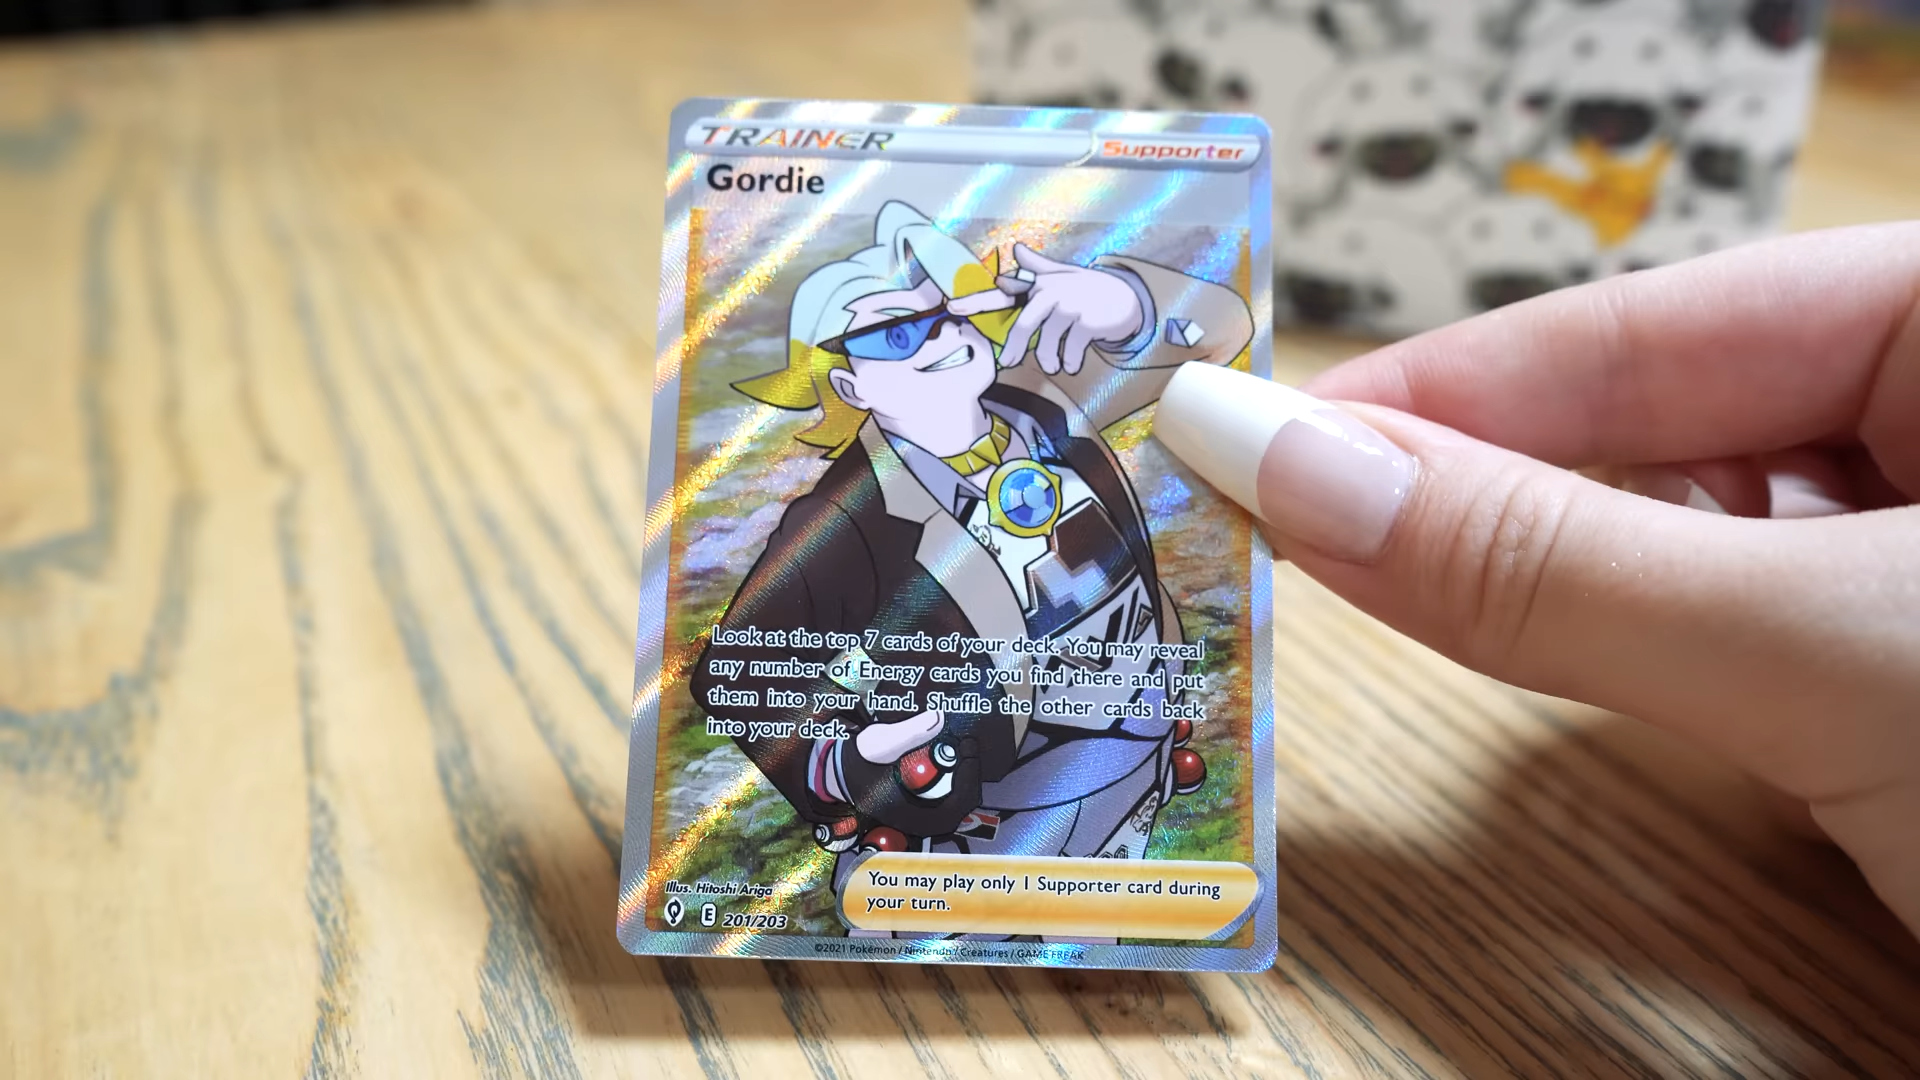 TRAINER
Supporter
Gordie
Look at the top 7 cards of your deck. You may reveal
any number of Energy cards you find there and put
them into your hand. Shuffle the other cards back
into your deck.
You may play only 1 Supporter card during
your turn.
Illus. Hitoshi Ariga
E 201/203
©2021 Pokémon / Nintendo / Creatures / GAME FREAK